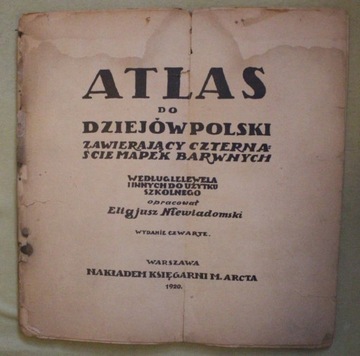 ATLAS
DO
DZIEJÓW POLSKI
ZAWIERAJĄCY CZTERNA-
ŚCIE MAPEK BARWNYCH
WEDŁUG LELEWELA
I INNYCH DO UŻYTKU
SZKOLNEGO
opracował
Eligjusz Niewiadomski
WYDANIE CZWARTE.
WARSZAWA
NAKŁADEM KSIĘGARNI M. ARCTA
1920.